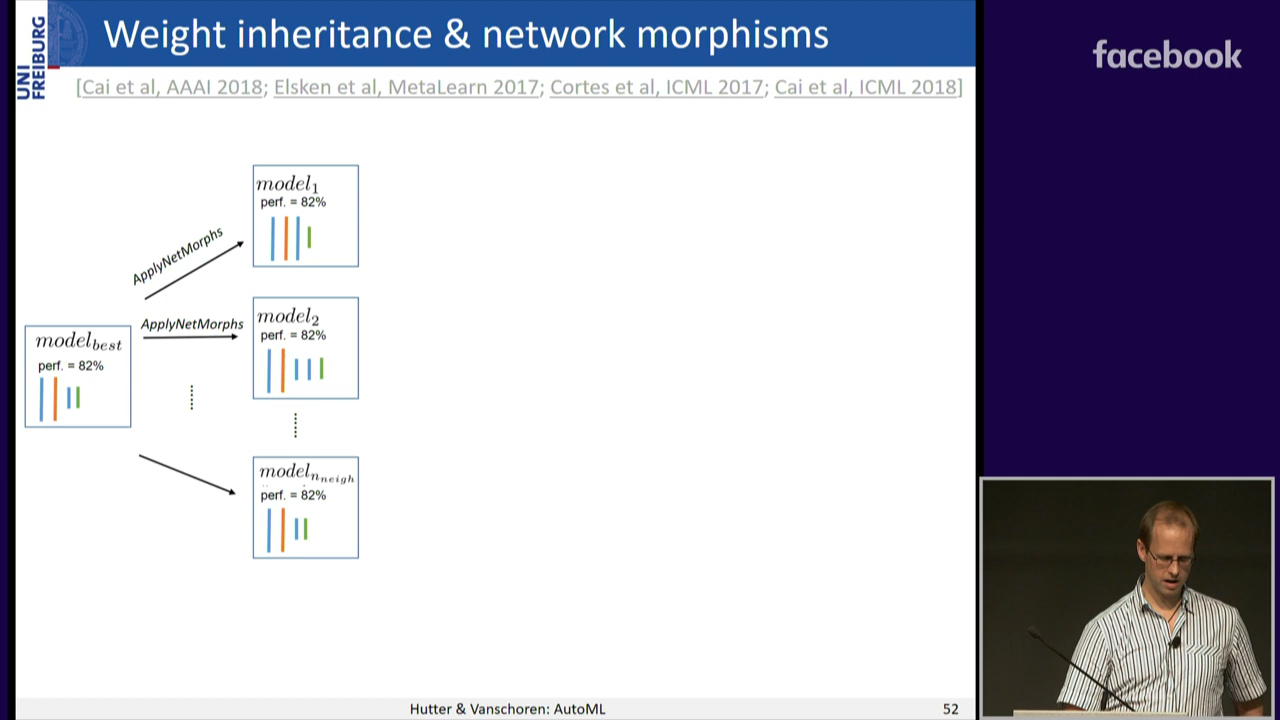 UNI
FREIBURG
Weight inheritance & network morphisms
facebook
[Cai et al, AAAI 2018; Elsken et al, MetaLearn 2017; Cortes et al, ICML 2017; Cai et al, ICML 2018]
model_best
perf. = 82%
ApplyNetMorphs
ApplyNetMorphs
model_1
perf. = 82%
model_2
perf. = 82%
model_n_neigh
perf. = 82%
Hutter & Vanschoren: AutoML
52